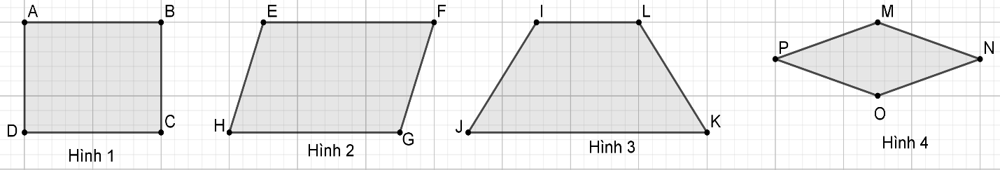 A B
D C
Hình 1
E F
H G
Hình 2
I L
J K
Hình 3
M
P N
O
Hình 4